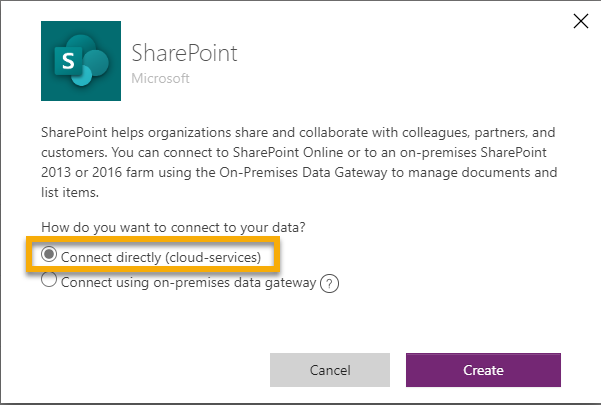 S
SharePoint
Microsoft
SharePoint helps organizations share and collaborate with colleagues, partners, and
customers. You can connect to SharePoint Online or to an on-premises SharePoint
2013 or 2016 farm using the On-Premises Data Gateway to manage documents and
list items.
How do you want to connect to your data?
Connect directly (cloud-services)
Connect using on-premises data gateway ?
Cancel Create